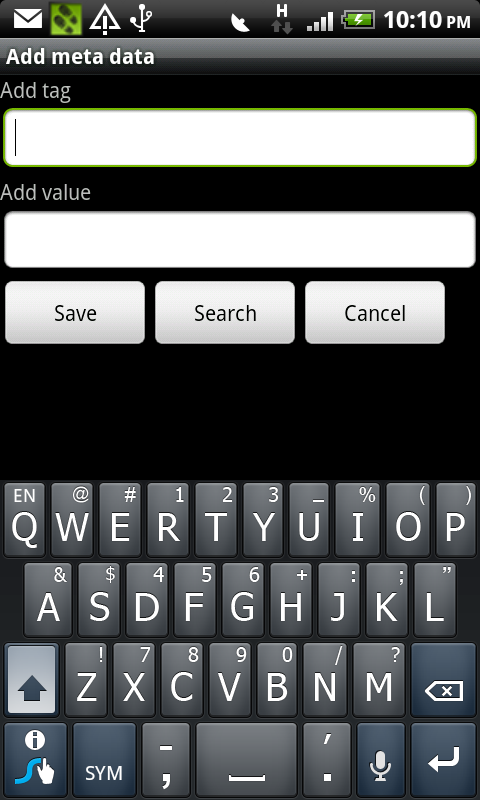 H 10:10 PM
Add meta data
Add tag
Add value
Save Search Cancel
EN @ # 1 2 3 _ % ( )
Q W E R T Y U I O P
& $ 4 5 6 + : ; ”
A S D F G H J K L
! 7 8 9 0 / ?
Z X C V B N M
SYM - ; ' .